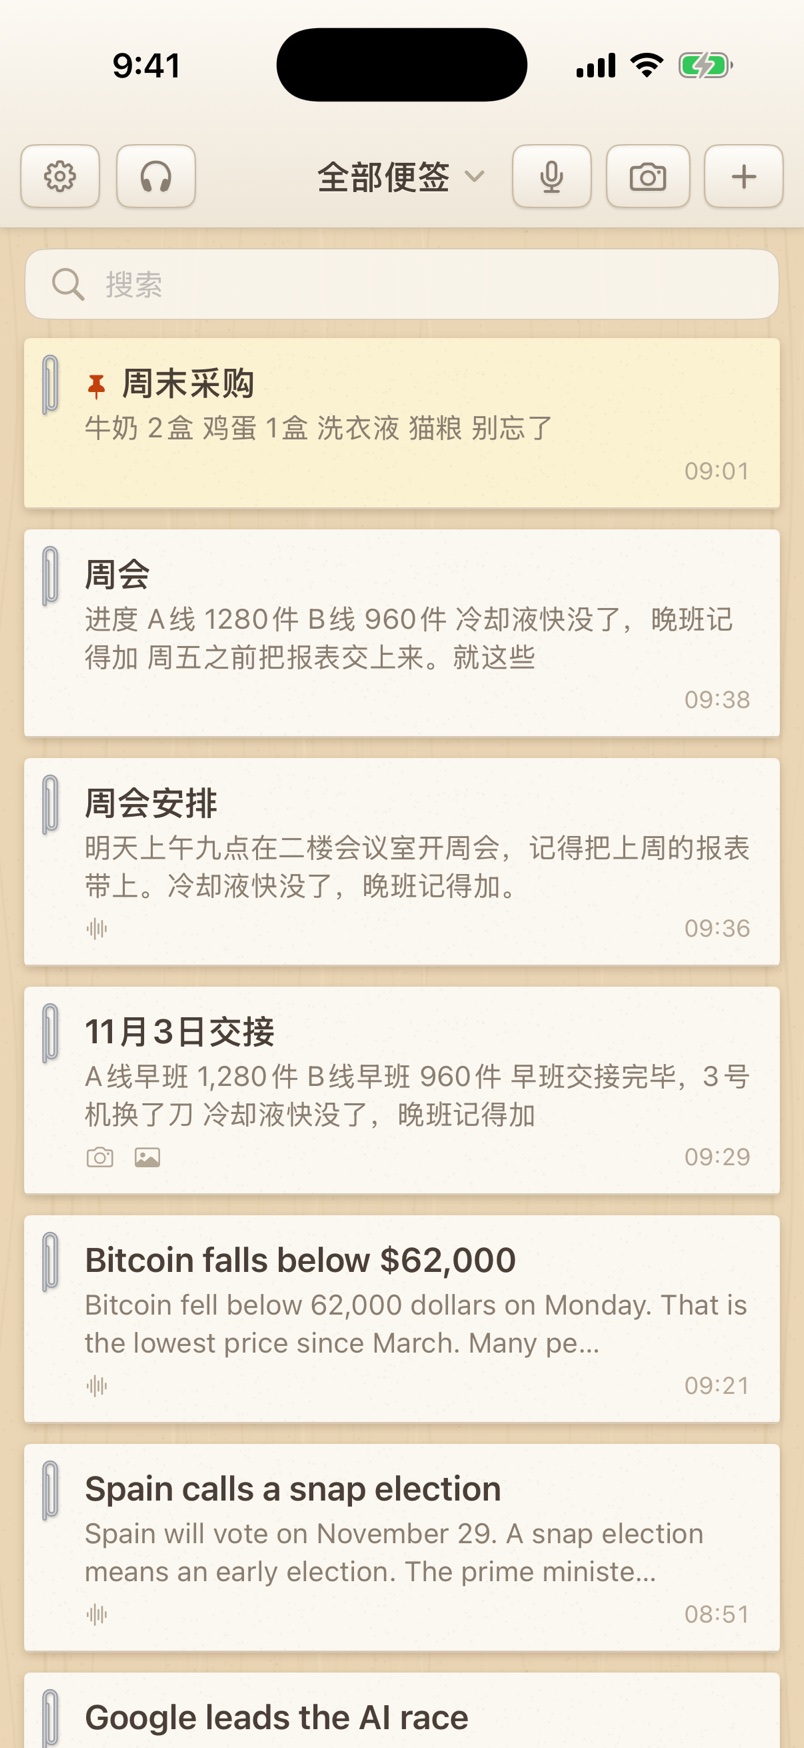 9:41
全部便签
搜索
周末采购
牛奶 2盒 鸡蛋 1盒 洗衣液 猫粮 别忘了
09:01
周会
进度 A线 1280件 B线 960件 冷却液快没了，晚班记
得加 周五之前把报表交上来。就这些
09:38
周会安排
明天上午九点在二楼会议室开周会，记得把上周的报表
带上。冷却液快没了，晚班记得加。
09:36
11月3日交接
A线早班 1,280件 B线早班 960件 早班交接完毕，3号
机换了刀 冷却液快没了，晚班记得加
09:29
Bitcoin falls below $62,000
Bitcoin fell below 62,000 dollars on Monday. That is
the lowest price since March. Many pe...
09:21
Spain calls a snap election
Spain will vote on November 29. A snap election
means an early election. The prime ministe...
08:51
Google leads the AI race